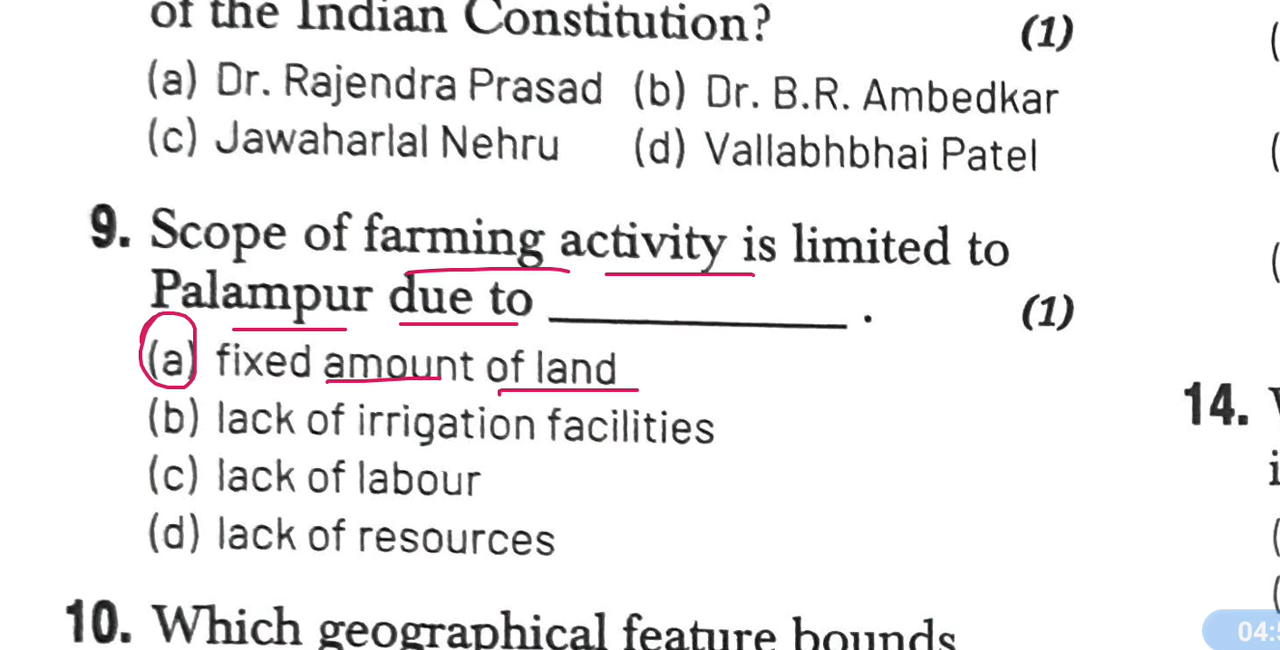 of the Indian Constitution? (1)
(a) Dr. Rajendra Prasad (b) Dr. B.R. Ambedkar
(c) Jawaharlal Nehru (d) Vallabhbhai Patel
9. Scope of farming activity is limited to
Palampur due to __________ . (1)
(a) fixed amount of land
(b) lack of irrigation facilities
(c) lack of labour
(d) lack of resources
10. Which geographical feature bounds
14.